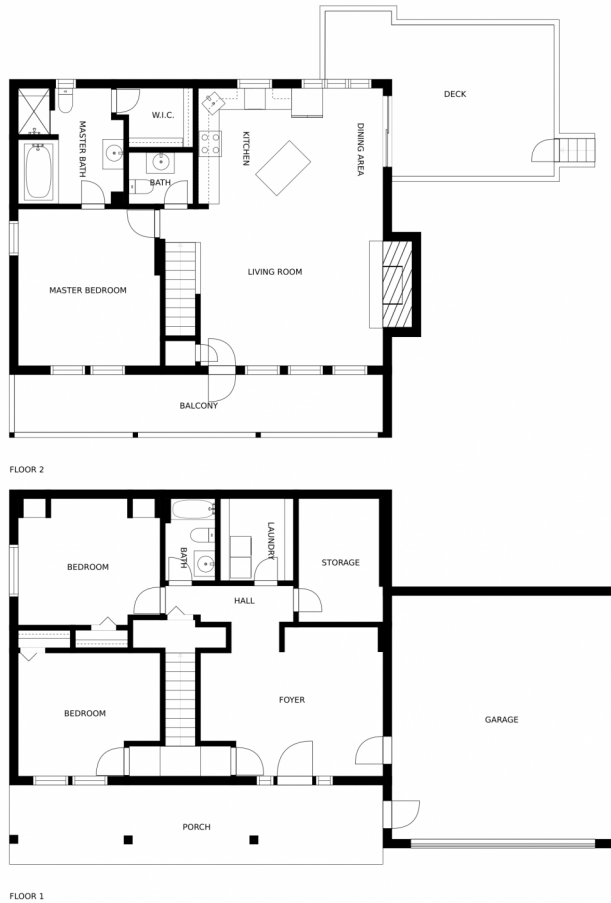 DECK
W.I.C.
MASTER BATH
KITCHEN
DINING AREA
BATH
LIVING ROOM
MASTER BEDROOM
BALCONY
FLOOR 2
BEDROOM
BATH
LAUNDRY
STORAGE
HALL
BEDROOM
FOYER
GARAGE
PORCH
FLOOR 1